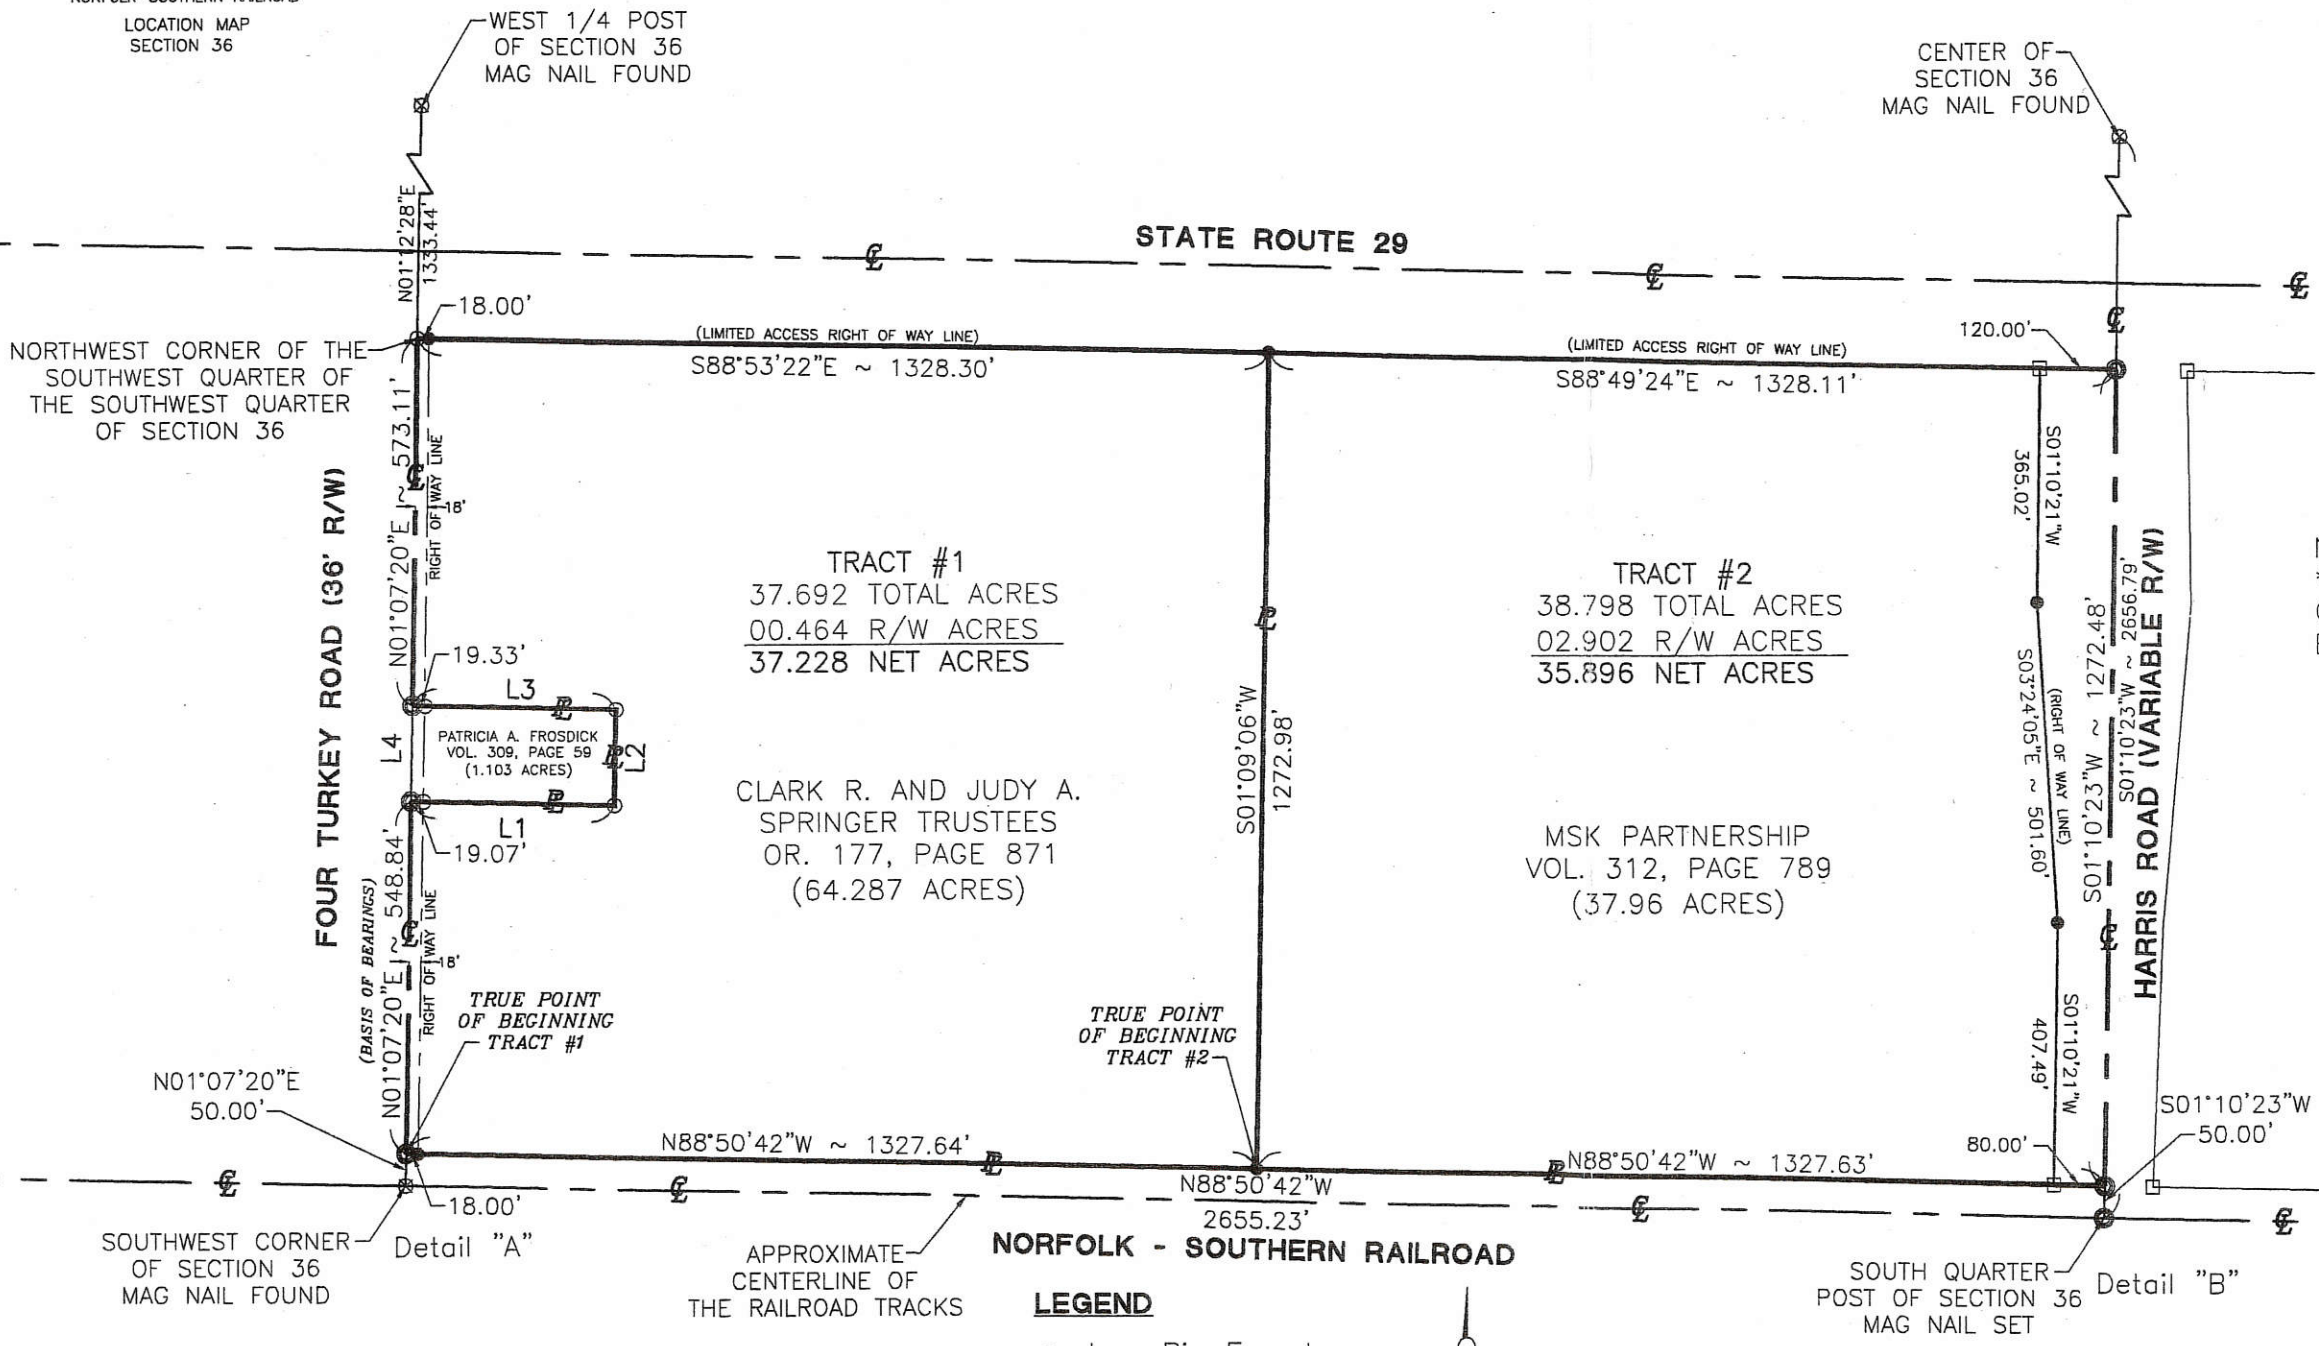 LOCATION MAP
SECTION 36
WEST 1/4 POST
OF SECTION 36
MAG NAIL FOUND
CENTER OF
SECTION 36
MAG NAIL FOUND
N01°12'28"E
1333.44'
STATE ROUTE 29
18.00'
(LIMITED ACCESS RIGHT OF WAY LINE)
S88°53'22"E ~ 1328.30'
(LIMITED ACCESS RIGHT OF WAY LINE)
S88°49'24"E ~ 1328.11'
120.00'
NORTHWEST CORNER OF THE
SOUTHWEST QUARTER OF
THE SOUTHWEST QUARTER
OF SECTION 36
FOUR TURKEY ROAD (36' R/W)
N01°07'20"E ~ 573.11'
RIGHT OF WAY LINE
18'
TRACT #1
37.692 TOTAL ACRES
00.464 R/W ACRES
37.228 NET ACRES
TRACT #2
38.798 TOTAL ACRES
02.902 R/W ACRES
35.896 NET ACRES
S01°10'21"W
365.02'
S03°24'05"E ~ 501.60'
(RIGHT OF WAY LINE)
S01°10'21"W
407.49'
S01°10'23"W ~ 1272.48'
S01°10'23"W ~ 2656.79'
HARRIS ROAD (VARIABLE R/W)
19.33'
L3
L4
PATRICIA A. FROSDICK
VOL. 309, PAGE 59
(1.103 ACRES)
L2
L1
19.07'
CLARK R. AND JUDY A.
SPRINGER TRUSTEES
OR. 177, PAGE 871
(64.287 ACRES)
S01°09'06"W
1272.98'
MSK PARTNERSHIP
VOL. 312, PAGE 789
(37.96 ACRES)
(BASIS OF BEARINGS)
N01°07'20"E ~ 548.84'
RIGHT OF WAY LINE
18'
TRUE POINT
OF BEGINNING
TRACT #1
TRUE POINT
OF BEGINNING
TRACT #2
N01°07'20"E
50.00'
S01°10'23"W
50.00'
N88°50'42"W ~ 1327.64'
N88°50'42"W ~ 1327.63'
80.00'
N88°50'42"W
2655.23'
18.00'
SOUTHWEST CORNER
OF SECTION 36
MAG NAIL FOUND
Detail "A"
APPROXIMATE
CENTERLINE OF
THE RAILROAD TRACKS
NORFOLK - SOUTHERN RAILROAD
LEGEND
SOUTH QUARTER
POST OF SECTION 36
MAG NAIL SET
Detail "B"